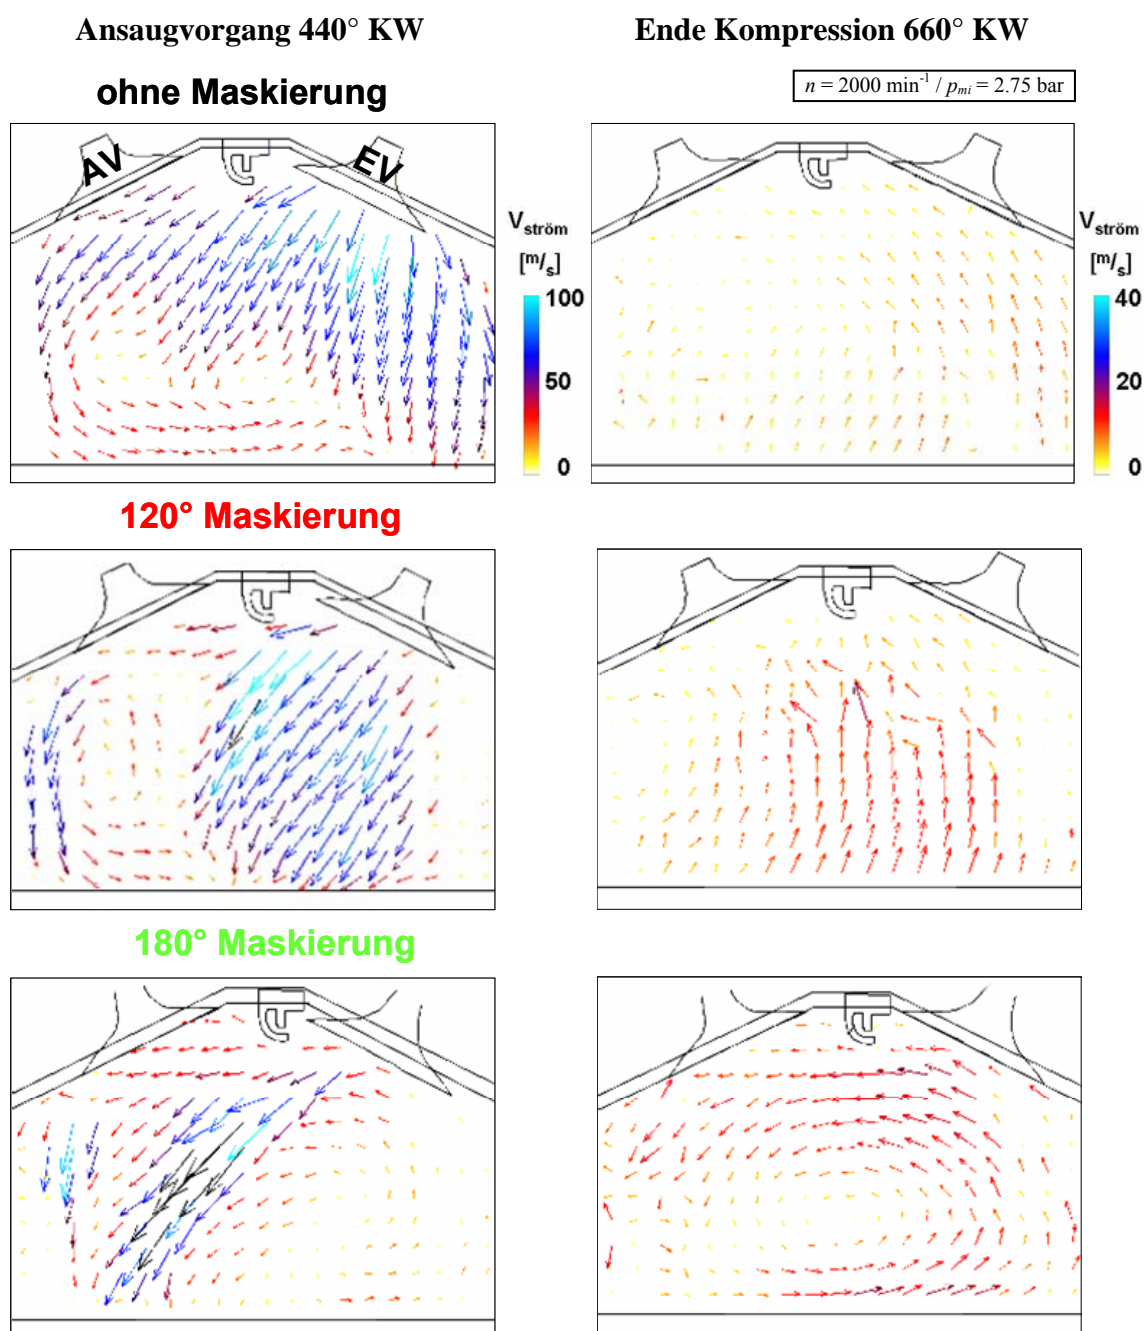 Ansaugvorgang 440° KW
Ende Kompression 660° KW
ohne Maskierung
n = 2000 min⁻¹ / pₘᵢ = 2.75 bar
AV
EV
Vström
[m/s]
100
50
0
Vström
[m/s]
40
20
0
120° Maskierung
180° Maskierung